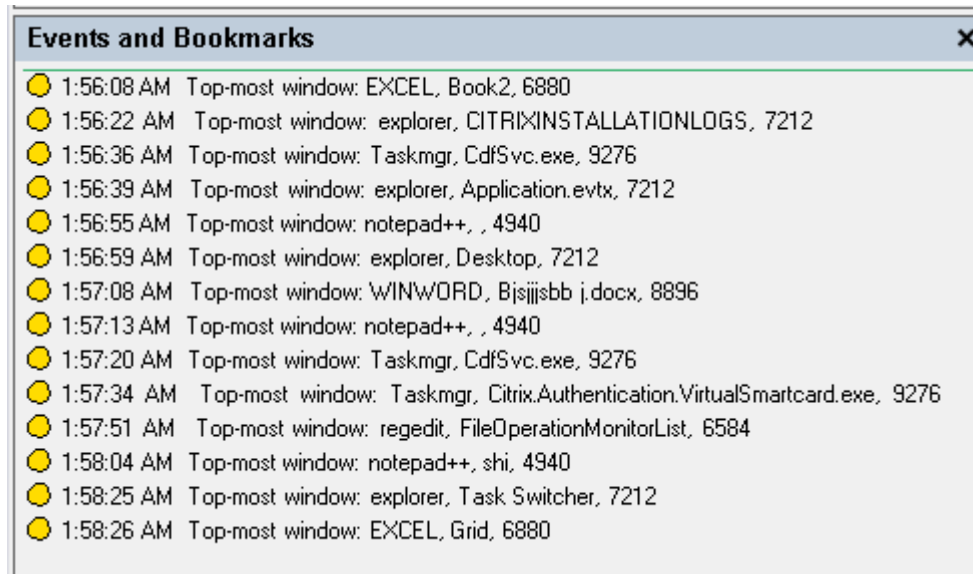 Events and Bookmarks
1:56:08 AM Top-most window: EXCEL, Book2, 6880
1:56:22 AM Top-most window: explorer, CITRIXINSTALLATIONLOGS, 7212
1:56:36 AM Top-most window: Taskmgr, CdfSvc.exe, 9276
1:56:39 AM Top-most window: explorer, Application.evtx, 7212
1:56:55 AM Top-most window: notepad++, , 4940
1:56:59 AM Top-most window: explorer, Desktop, 7212
1:57:08 AM Top-most window: WINWORD, Bjsjjjsbb j.docx, 8896
1:57:13 AM Top-most window: notepad++, , 4940
1:57:20 AM Top-most window: Taskmgr, CdfSvc.exe, 9276
1:57:34 AM Top-most window: Taskmgr, Citrix.Authentication.VirtualSmartcard.exe, 9276
1:57:51 AM Top-most window: regedit, FileOperationMonitorList, 6584
1:58:04 AM Top-most window: notepad++, shi, 4940
1:58:25 AM Top-most window: explorer, Task Switcher, 7212
1:58:26 AM Top-most window: EXCEL, Grid, 6880